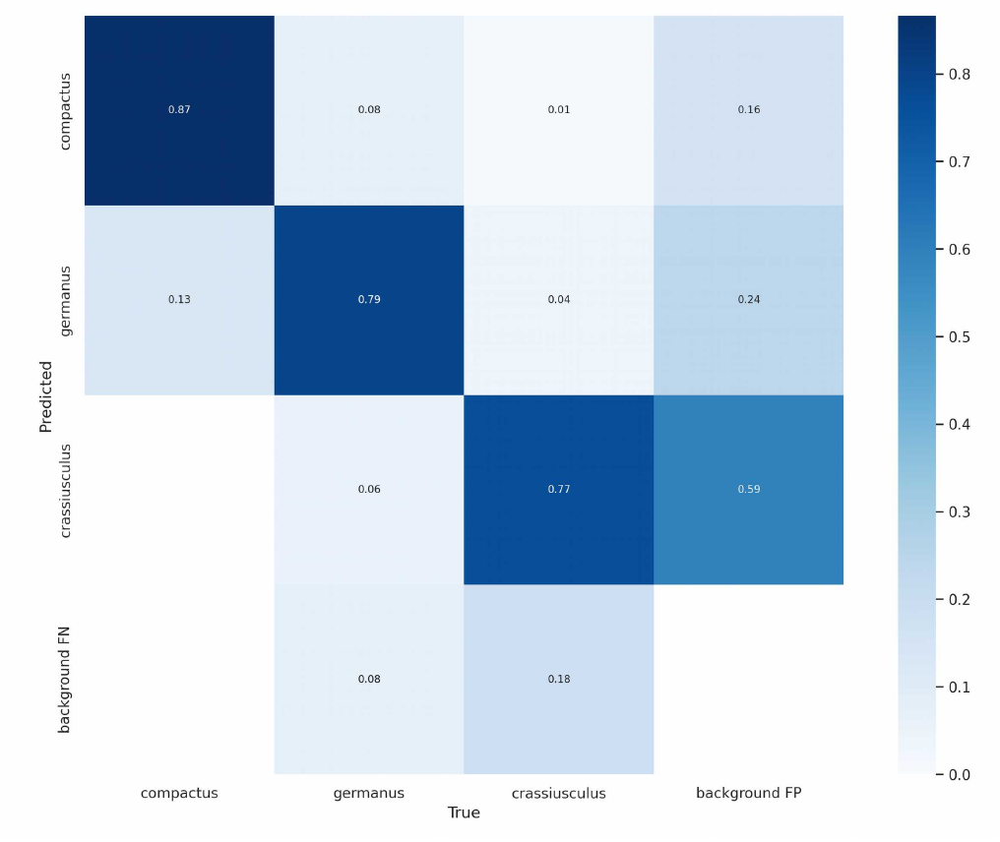 compactus
0.87
0.08
0.01
0.16
germanus
0.13
0.79
0.04
0.24
crassiusculus
0.06
0.77
0.59
background FN
0.08
0.18
Predicted
compactus
germanus
crassiusculus
background FP
True
0.8
0.7
0.6
0.5
0.4
0.3
0.2
0.1
0.0